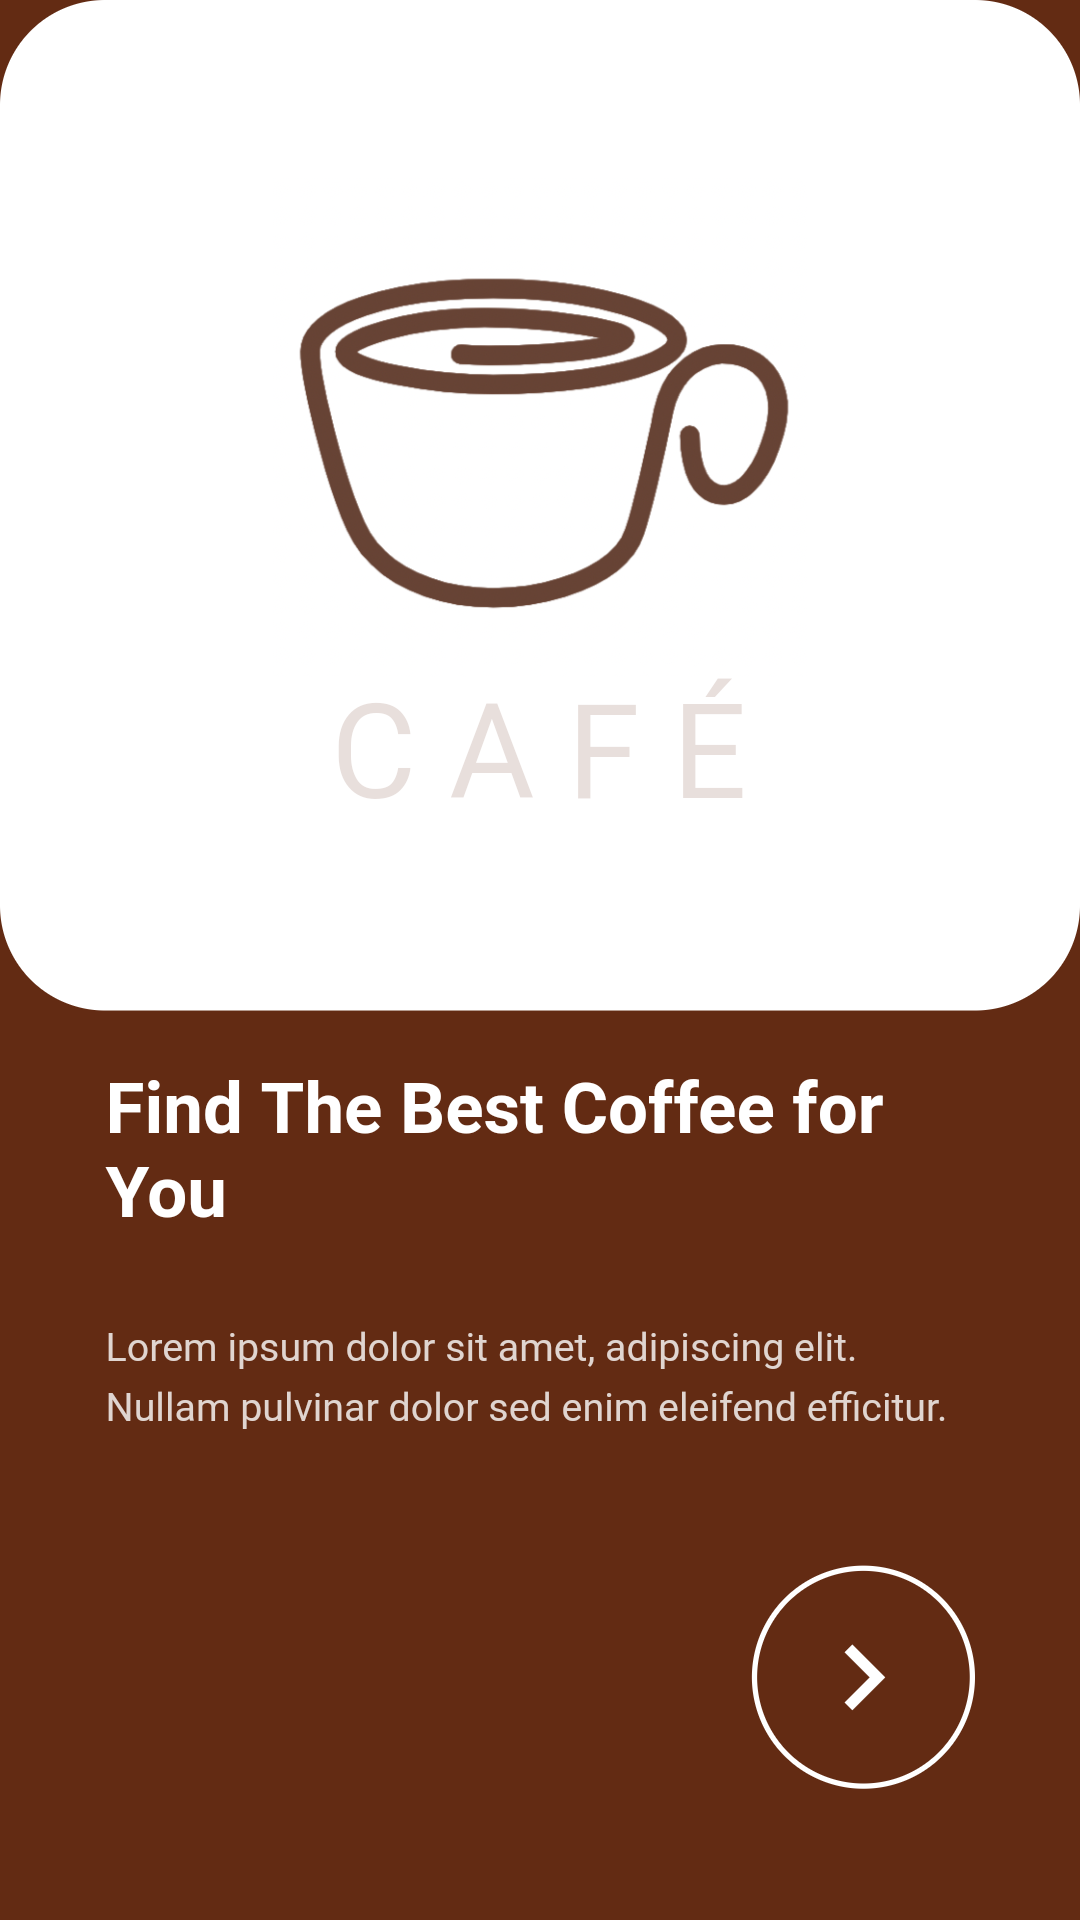 CAFÉ
Find The Best Coffee for
You
Lorem ipsum dolor sit amet, adipiscing elit.
Nullam pulvinar dolor sed enim eleifend efficitur.